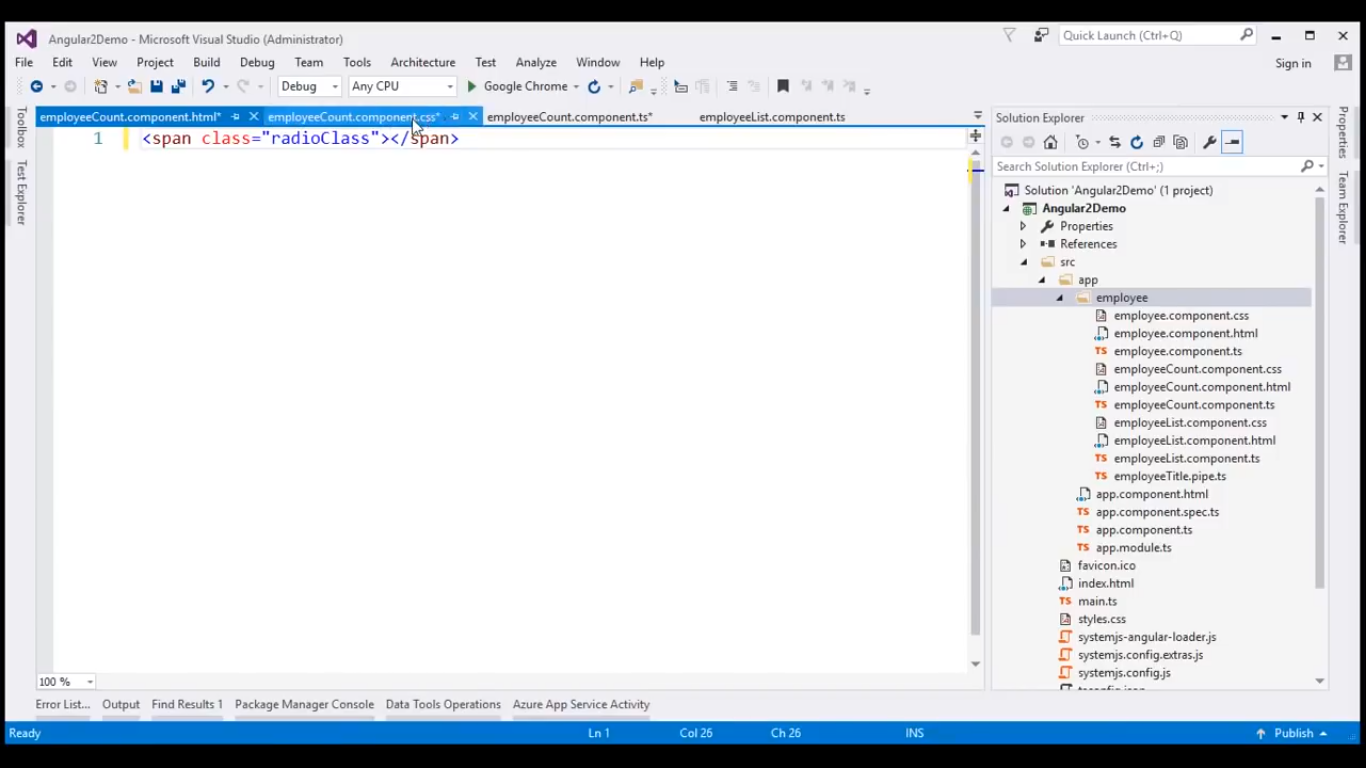 Angular2Demo - Microsoft Visual Studio (Administrator)
Quick Launch (Ctrl+Q)
File Edit View Project Build Debug Team Tools Architecture Test Analyze Window Help
Sign in
Debug Any CPU Google Chrome
employeeCount.component.html* employeeCount.component.css* employeeCount.component.ts* employeeList.component.ts
1 <span class="radioClass"></span>
Toolbox
Test Explorer
100 %
Solution Explorer
Search Solution Explorer (Ctrl+;)
Solution 'Angular2Demo' (1 project)
Angular2Demo
Properties
References
src
app
employee
employee.component.css
employee.component.html
TS employee.component.ts
employeeCount.component.css
employeeCount.component.html
TS employeeCount.component.ts
employeeList.component.css
employeeList.component.html
TS employeeList.component.ts
TS employeeTitle.pipe.ts
app.component.html
TS app.component.spec.ts
TS app.component.ts
TS app.module.ts
favicon.ico
index.html
TS main.ts
styles.css
systemjs-angular-loader.js
systemjs.config.extras.js
systemjs.config.js
Properties
Team Explorer
Error List... Output Find Results 1 Package Manager Console Data Tools Operations Azure App Service Activity
Ready Ln 1 Col 26 Ch 26 INS Publish